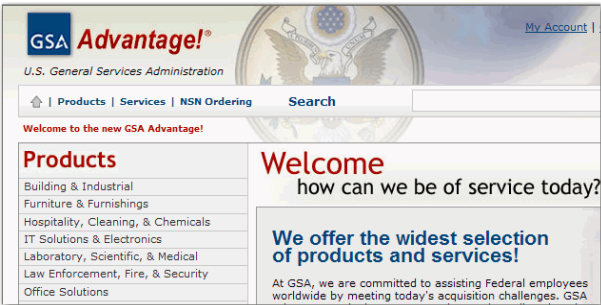 GSA Advantage!®
My Account |
U.S. General Services Administration
| Products | Services | NSN Ordering Search
Welcome to the new GSA Advantage!
Products
Building & Industrial
Furniture & Furnishings
Hospitality, Cleaning, & Chemicals
IT Solutions & Electronics
Laboratory, Scientific, & Medical
Law Enforcement, Fire, & Security
Office Solutions
Welcome
how can we be of service today?
We offer the widest selection
of products and services!
At GSA, we are committed to assisting Federal employees
worldwide by meeting today's acquisition challenges. GSA